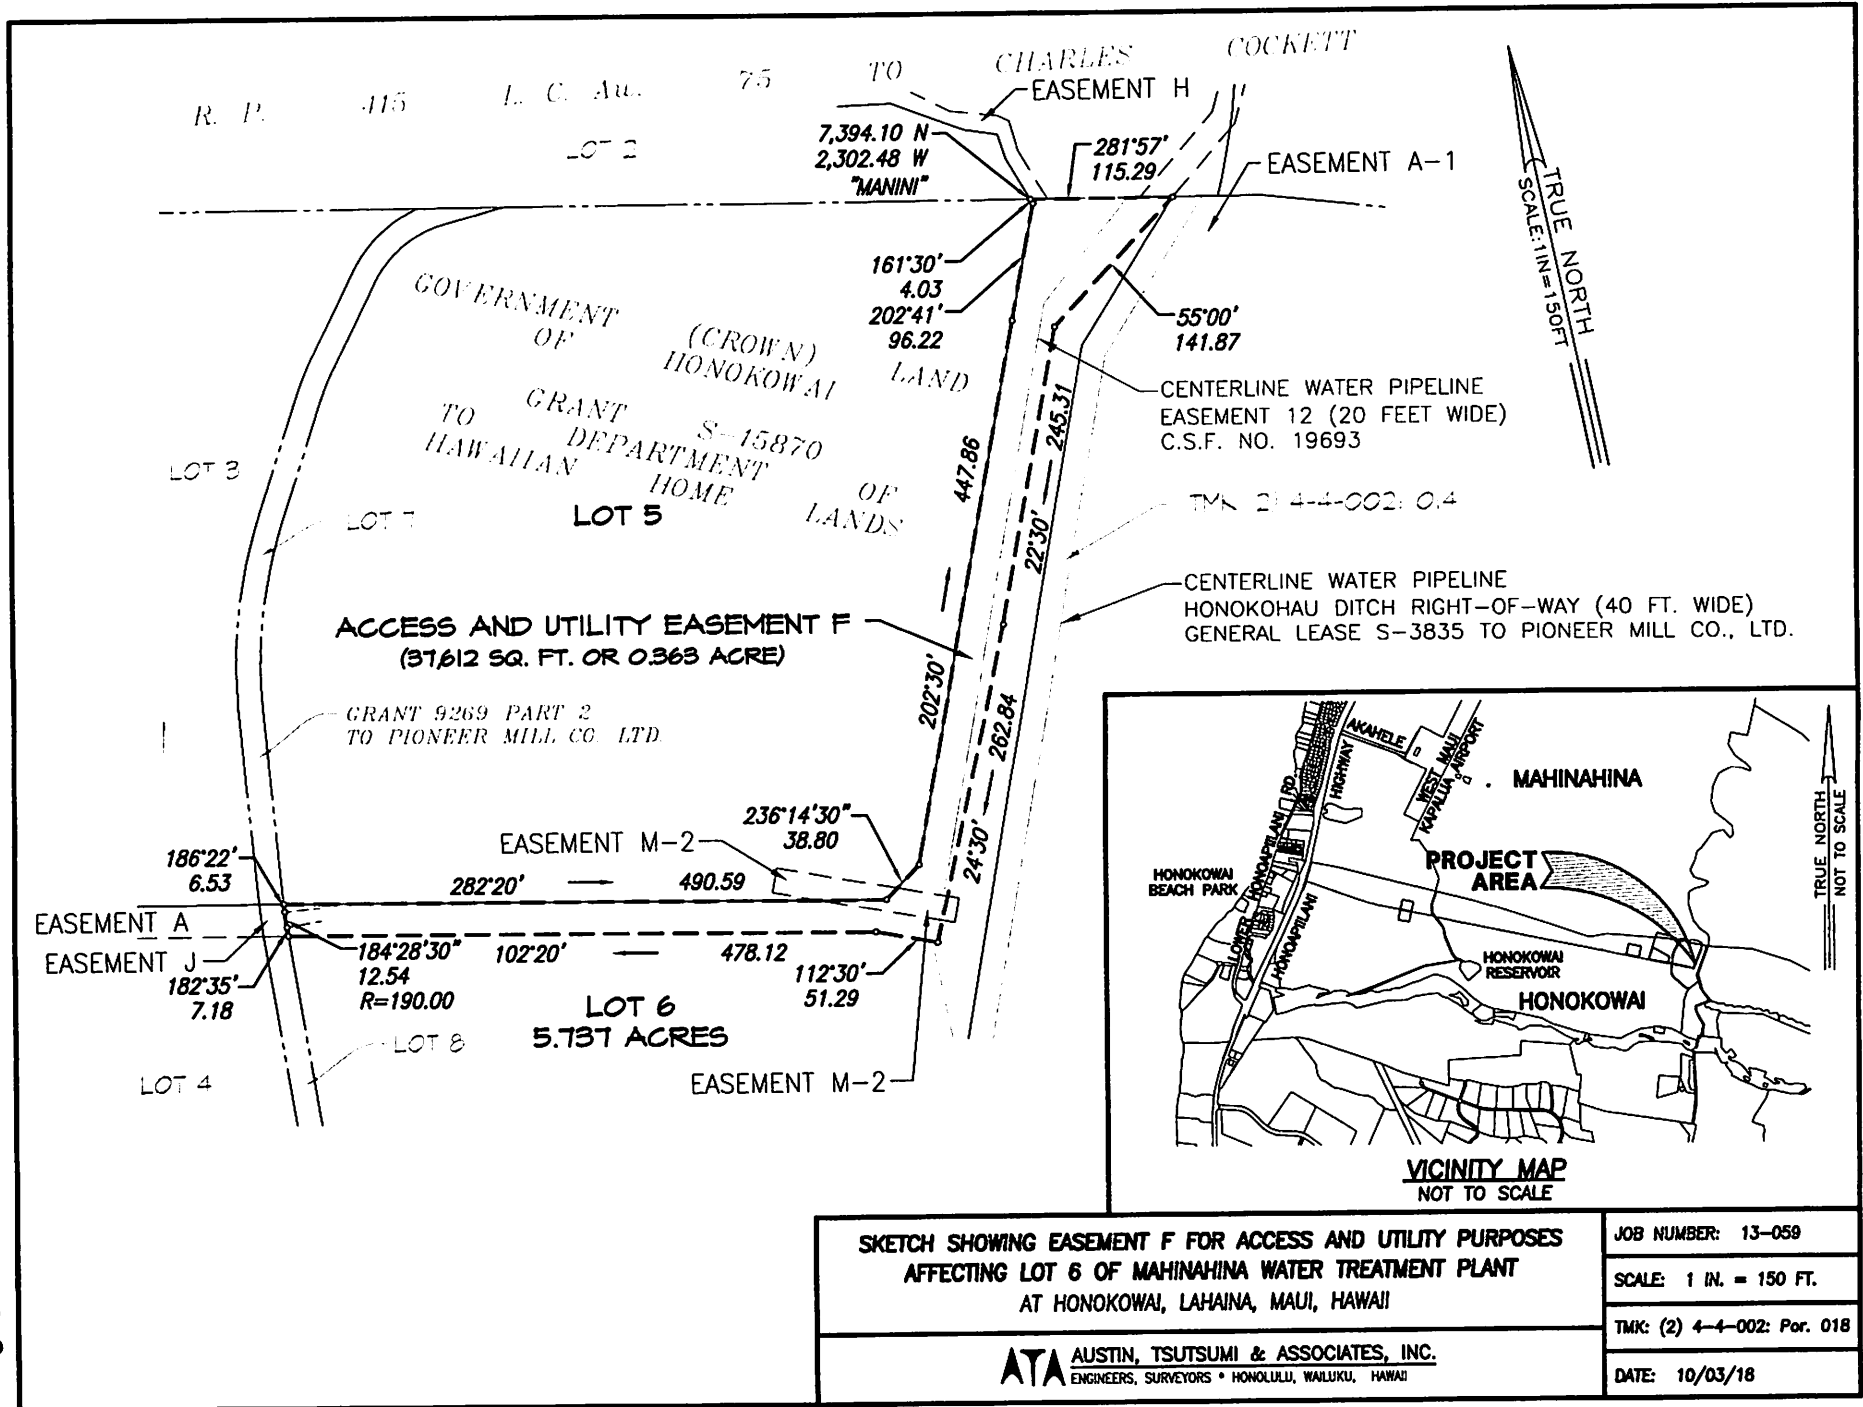 R. P. 415 L. C. Au. 75 TO CHARLES COCKETT
LOT 2
EASEMENT H
7,394.10 N
2,302.48 W
"MANINI"
281°57'
115.29
EASEMENT A-1
TRUE NORTH
SCALE: 1 IN=150FT
161°30'
4.03
202°41'
96.22
55°00'
141.87
GOVERNMENT (CROWN) LAND
OF HONOKOWAI
GRANT S-15870
TO DEPARTMENT OF
HAWAIIAN HOME LANDS
CENTERLINE WATER PIPELINE
EASEMENT 12 (20 FEET WIDE)
C.S.F. NO. 19693
LOT 3
LOT 7
LOT 5
447.86
202°30'
22°30'
245.31
TMK 2: 4-4-002: 0.4
CENTERLINE WATER PIPELINE
HONOKOHAU DITCH RIGHT-OF-WAY (40 FT. WIDE)
GENERAL LEASE S-3835 TO PIONEER MILL CO., LTD.
ACCESS AND UTILITY EASEMENT F
(37,612 SQ. FT. OR 0.363 ACRE)
GRANT 9269 PART 2
TO PIONEER MILL CO. LTD.
24°30'
262.84
236°14'30"
38.80
EASEMENT M-2
186°22'
6.53
282°20'
490.59
EASEMENT A
EASEMENT J
182°35'
7.18
184°28'30"
12.54
R=190.00
102°20'
478.12
112°30'
51.29
LOT 6
5.737 ACRES
LOT 8
LOT 4
EASEMENT M-2
AKAHELE
HIGHWAY
WEST MAUI
KAPALUA AIRPORT
MAHINAHINA
TRUE NORTH
NOT TO SCALE
PROJECT
AREA
HONOKOWAI
BEACH PARK
LOWER HONOAPIILANI RD.
HONOAPIILANI
HONOKOWAI
RESERVOIR
HONOKOWAI
VICINITY MAP
NOT TO SCALE
SKETCH SHOWING EASEMENT F FOR ACCESS AND UTILITY PURPOSES
AFFECTING LOT 6 OF MAHINAHINA WATER TREATMENT PLANT
AT HONOKOWAI, LAHAINA, MAUI, HAWAII
ATA AUSTIN, TSUTSUMI & ASSOCIATES, INC.
ENGINEERS, SURVEYORS • HONOLULU, WAILUKU, HAWAII
JOB NUMBER: 13-059
SCALE: 1 IN. = 150 FT.
TMK: (2) 4-4-002: Por. 018
DATE: 10/03/18